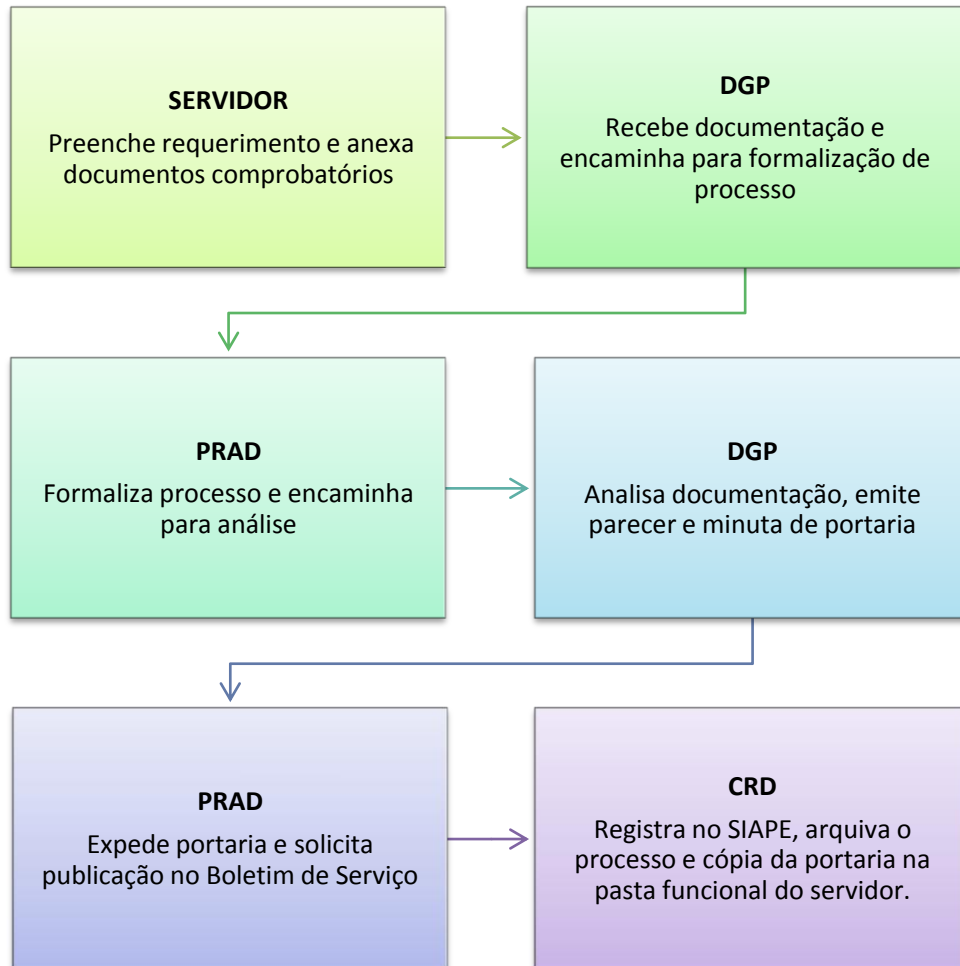 SERVIDOR
Preenche requerimento e anexa
documentos comprobatórios
DGP
Recebe documentação e
encaminha para formalização de
processo
PRAD
Formaliza processo e encaminha
para análise
DGP
Analisa documentação, emite
parecer e minuta de portaria
PRAD
Expede portaria e solicita
publicação no Boletim de Serviço
CRD
Registra no SIAPE, arquiva o
processo e cópia da portaria na
pasta funcional do servidor.